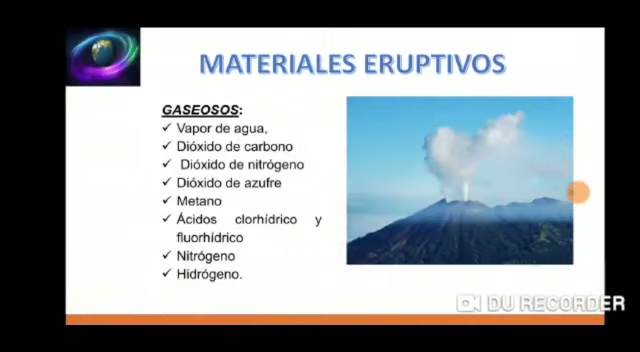 MATERIALES ERUPTIVOS
GASEOSOS:
✓ Vapor de agua,
✓ Dióxido de carbono
✓ Dióxido de nitrógeno
✓ Dióxido de azufre
✓ Metano
✓ Ácidos clorhídrico y
fluorhídrico
✓ Nitrógeno
✓ Hidrógeno.
DU RECORDER